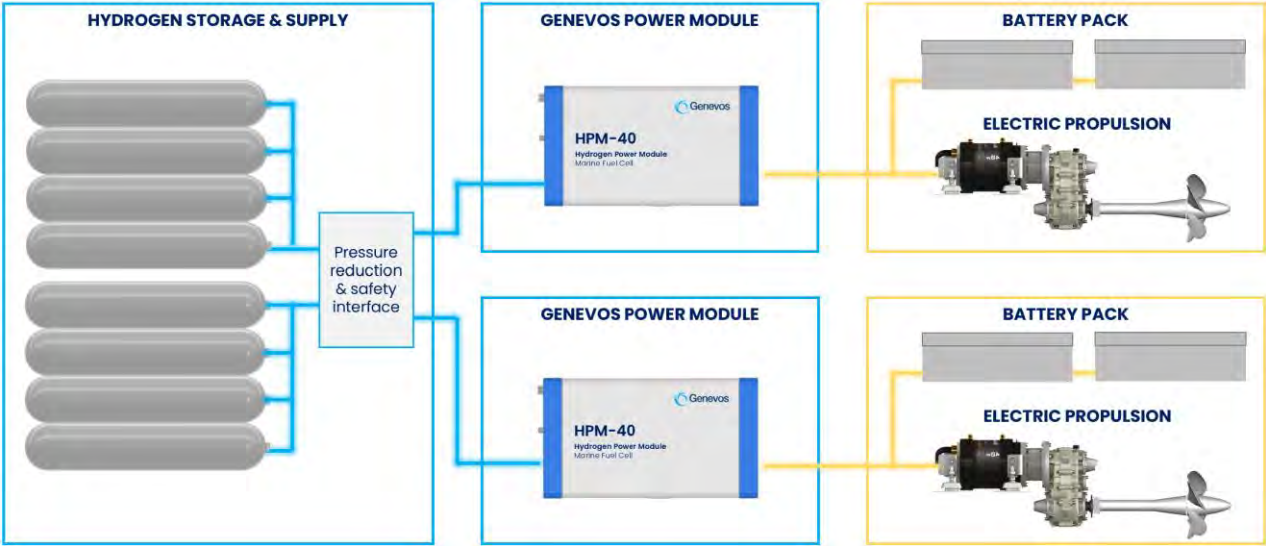 HYDROGEN STORAGE & SUPPLY
Pressure
reduction
& safety
interface
GENEVOS POWER MODULE
Genevos
HPM-40
Hydrogen Power Module
Marine Fuel Cell
BATTERY PACK
ELECTRIC PROPULSION
GENEVOS POWER MODULE
Genevos
HPM-40
Hydrogen Power Module
Marine Fuel Cell
BATTERY PACK
ELECTRIC PROPULSION